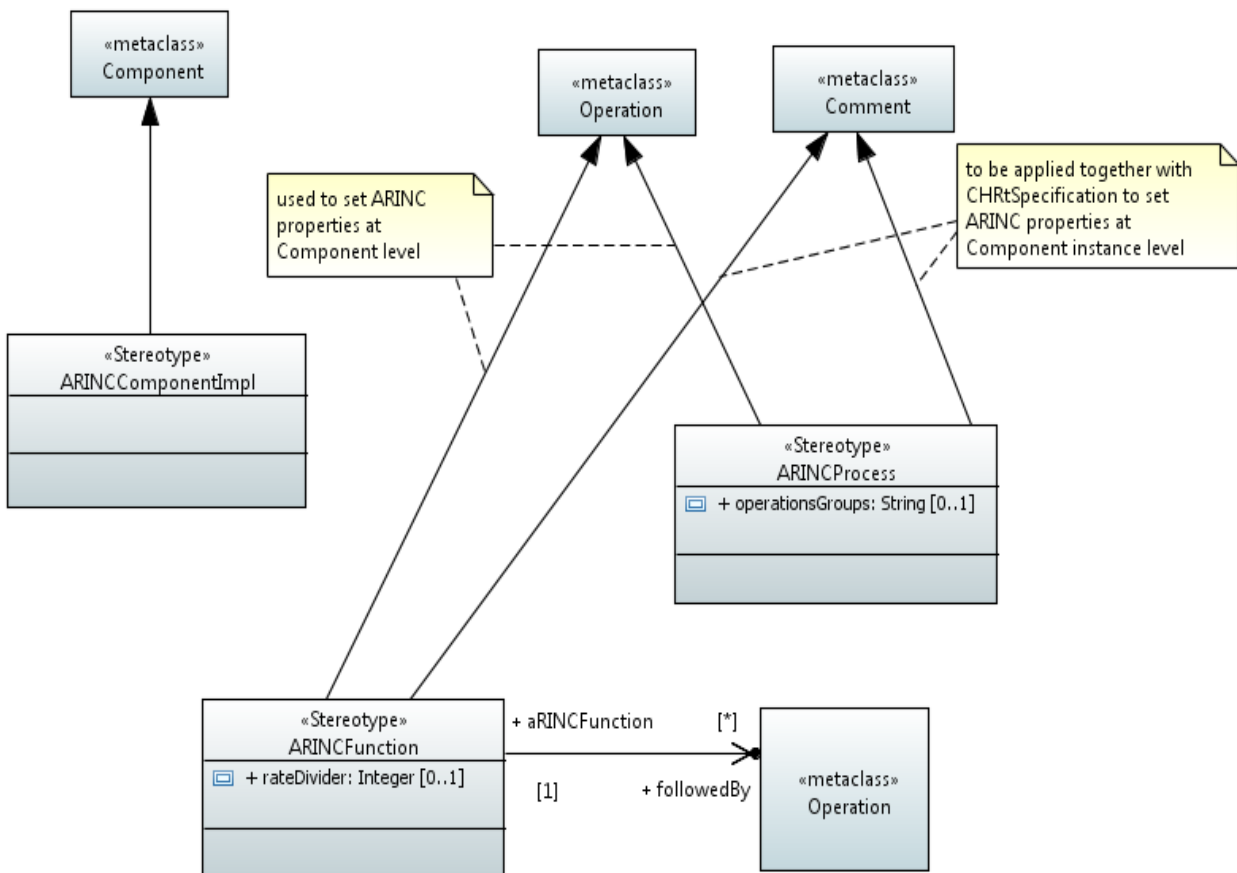 «metaclass»
Component
«metaclass»
Operation
«metaclass»
Comment
used to set ARINC
properties at
Component level
to be applied together with
CHRtSpecification to set
ARINC properties at
Component instance level
«Stereotype»
ARINCComponentImpl
«Stereotype»
ARINCProcess
+ operationsGroups: String [0..1]
«Stereotype»
ARINCFunction
+ rateDivider: Integer [0..1]
+ aRINCFunction
[*]
[1]
+ followedBy
«metaclass»
Operation